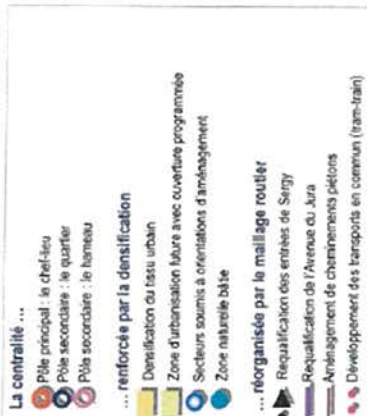 La centralité ...
Pôle principal : le chef-lieu
Pôle secondaire : le quartier
Pôle secondaire : le hameau
... renforcée par la densification
Densification du tissu urbain
Zone d'urbanisation future avec ouverture programmée
Secteurs soumis à orientations d'aménagement
Zone naturelle bâtie
... réorganisée par le maillage routier
Requalification des entrées de Sergy
Requalification de l'Avenue du Jura
Aménagement de cheminements piétons
Développement des transports en commun (tram-train)